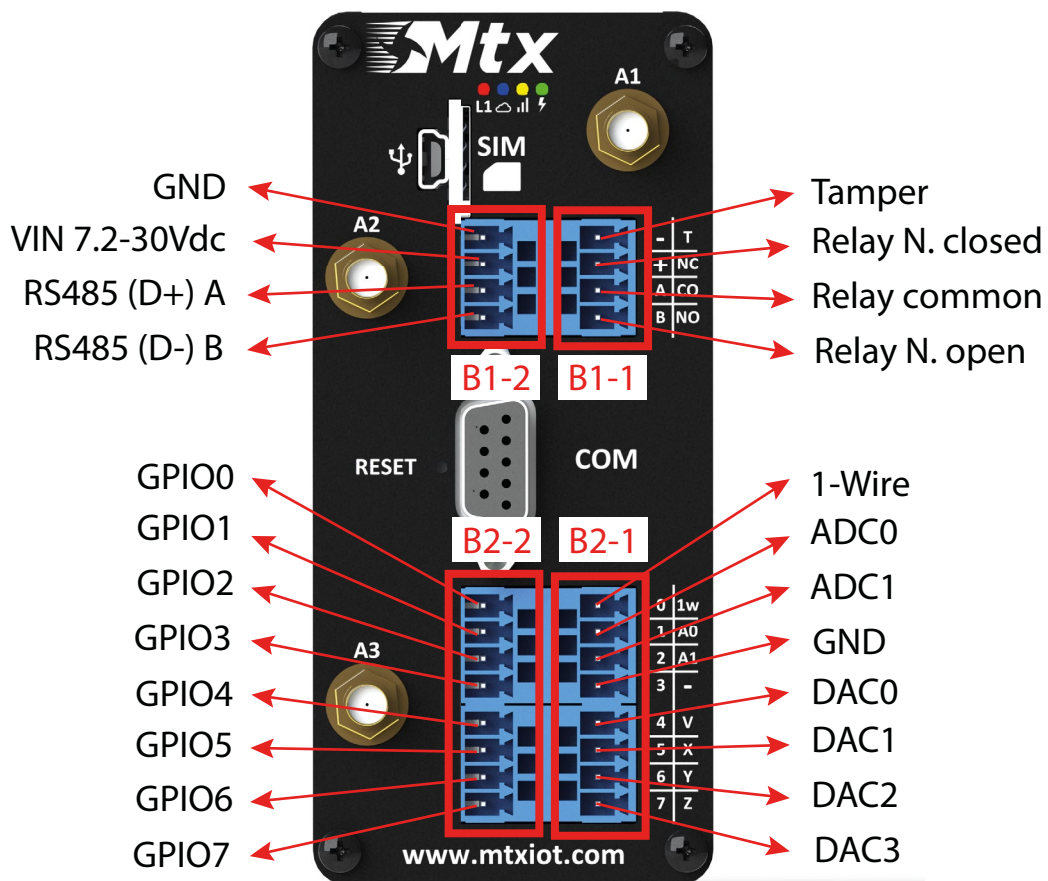 Mtx
A1
L1
SIM
GND
A2
Tamper
VIN 7.2-30Vdc
- T
Relay N. closed
+ NC
RS485 (D+) A
A CO
Relay common
RS485 (D-) B
B NO
Relay N. open
B1-2 B1-1
RESET
COM
GPIO0
1-Wire
GPIO1
B2-2 B2-1
ADC0
GPIO2
ADC1
0 1w
1 A0
GPIO3
A3
2 A1
GND
3 -
GPIO4
DAC0
4 V
GPIO5
5 X
DAC1
GPIO6
6 Y
DAC2
7 Z
GPIO7
www.mtxiot.com
DAC3